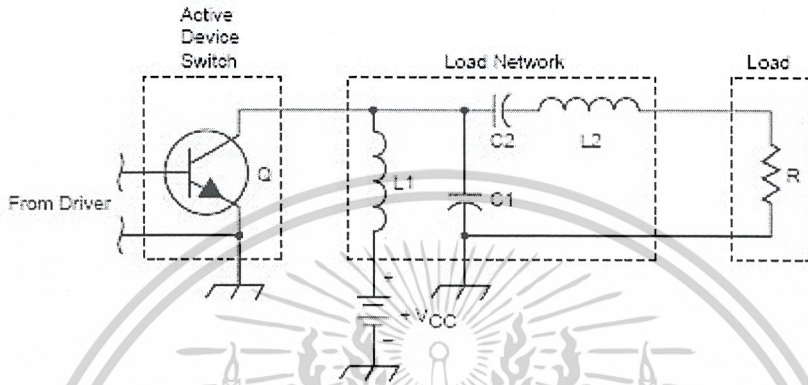 Active
Device
Switch
Load Network
Load
C2
L2
Q
L1
C1
R
From Driver
+
+ VCC
−